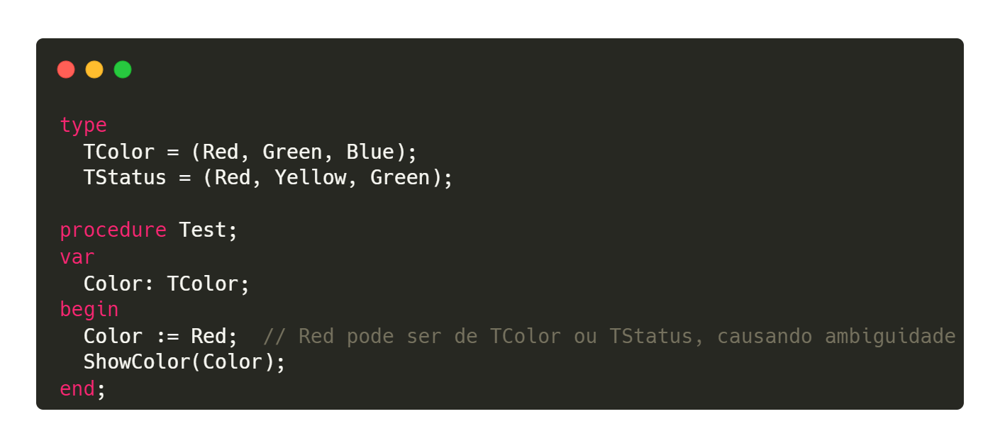 type
  TColor = (Red, Green, Blue);
  TStatus = (Red, Yellow, Green);
procedure Test;
var
  Color: TColor;
begin
  Color := Red;  // Red pode ser de TColor ou TStatus, causando ambiguidade
  ShowColor(Color);
end;